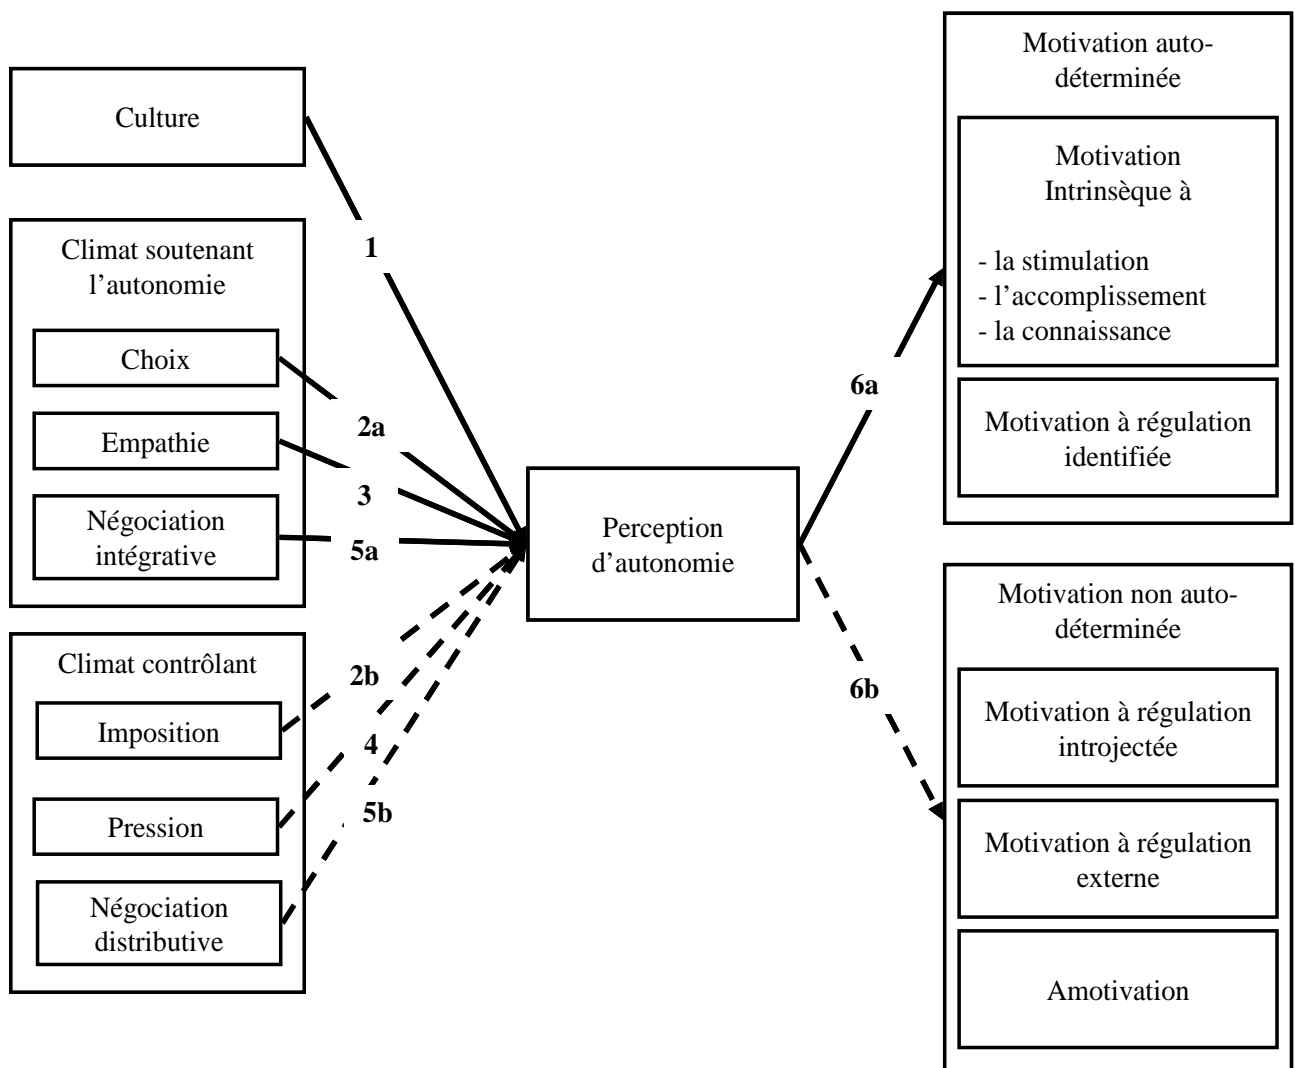 Culture
Climat soutenant
l’autonomie
Choix
Empathie
Négociation
intégrative
Climat contrôlant
Imposition
Pression
Négociation
distributive
1
2a
3
5a
2b
4
5b
Perception
d’autonomie
6a
6b
Motivation auto-
déterminée
Motivation
Intrinsèque à
- la stimulation
- l’accomplissement
- la connaissance
Motivation à régulation
identifiée
Motivation non auto-
déterminée
Motivation à régulation
introjectée
Motivation à régulation
externe
Amotivation